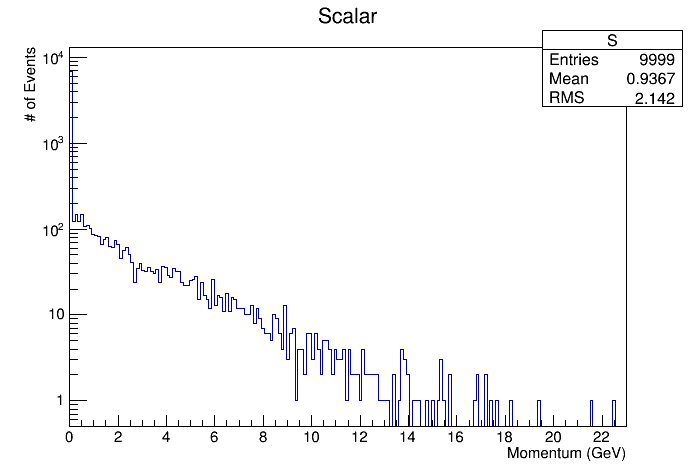 Scalar
S
Entries 9999
Mean 0.9367
RMS 2.142
# of Events
10^4
10^3
10^2
10
1
0 2 4 6 8 10 12 14 16 18 20 22
Momentum (GeV)